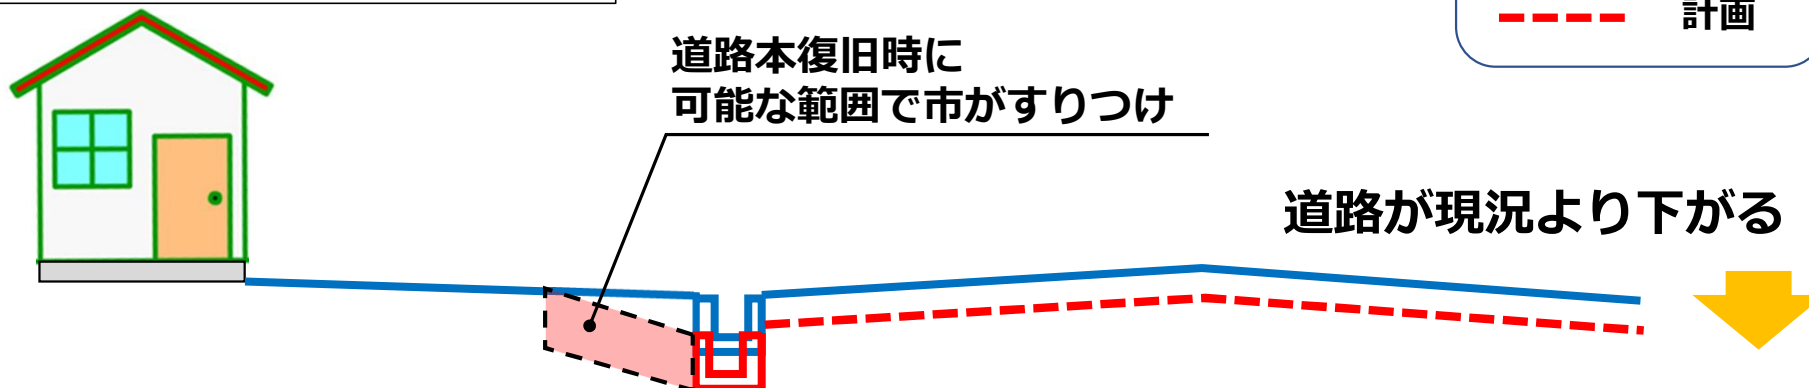 計画
道路本復旧時に
可能な範囲で市がすりつけ
道路が現況より下がる